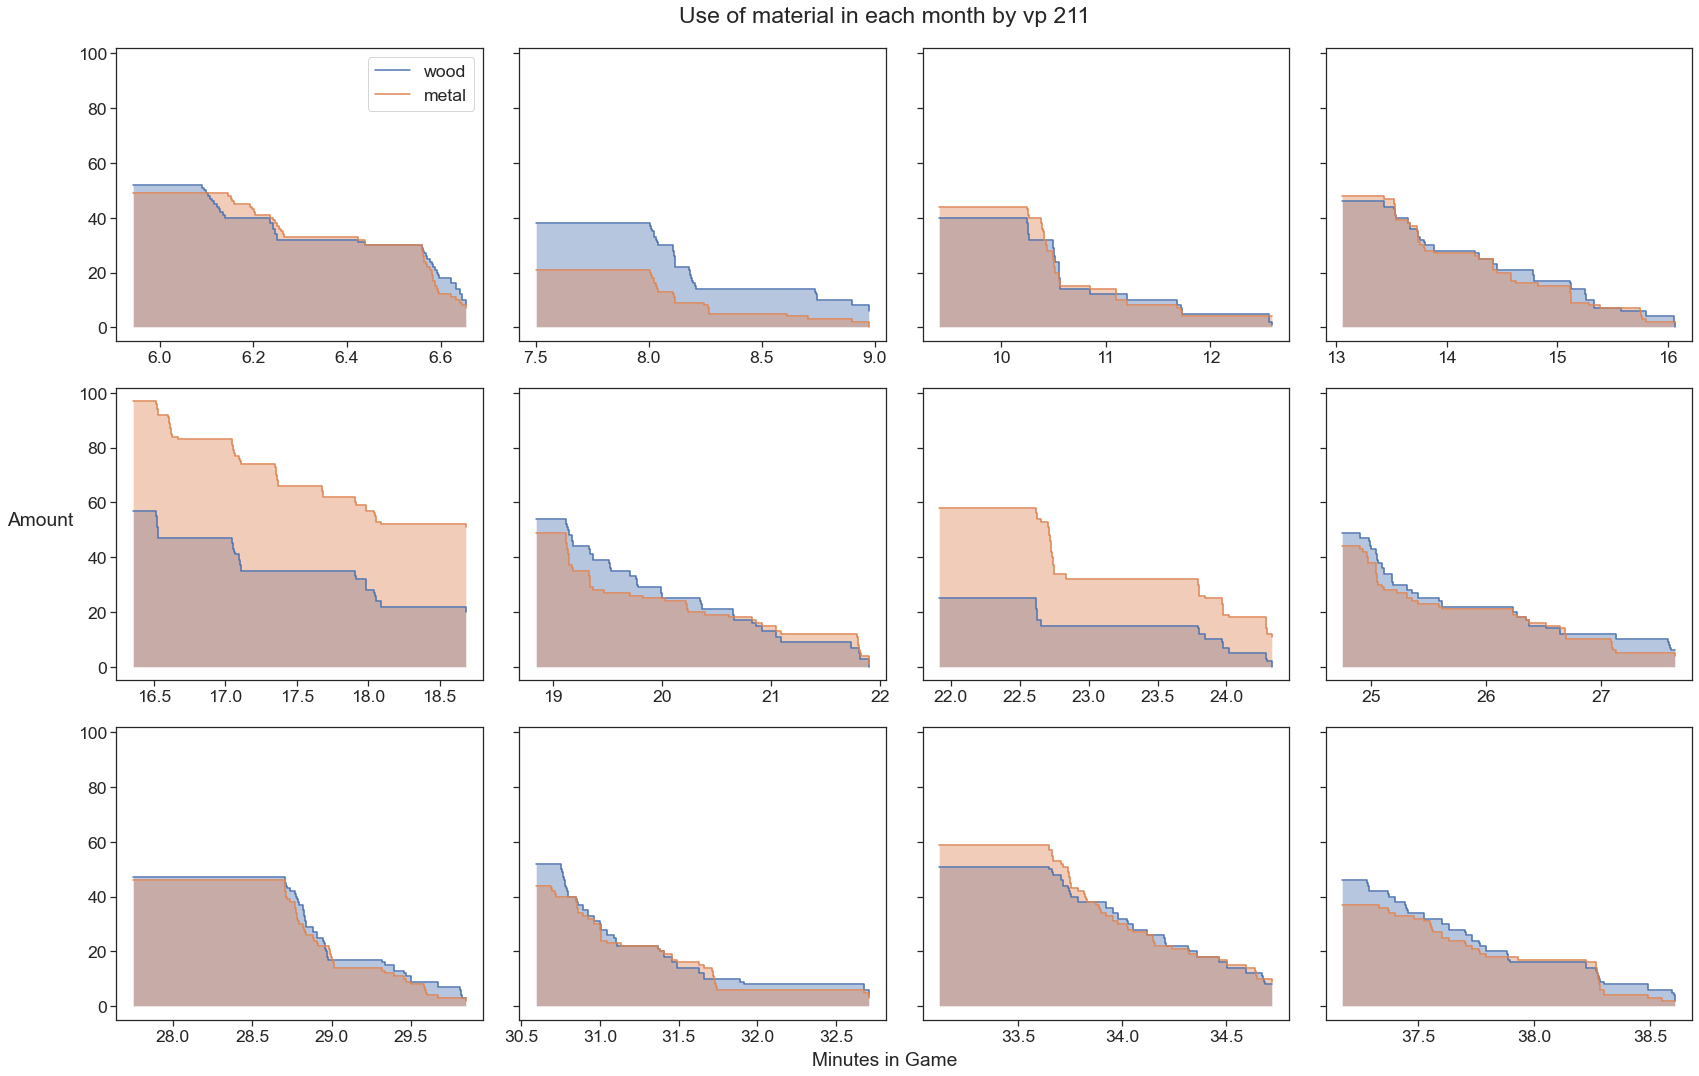 Use of material in each month by vp 211
100
80
60
40
20
0
wood
metal
6.0 6.2 6.4 6.6
7.5 8.0 8.5 9.0
10 11 12
13 14 15 16
Amount
100
80
60
40
20
0
16.5 17.0 17.5 18.0 18.5
19 20 21 22
22.0 22.5 23.0 23.5 24.0
25 26 27
100
80
60
40
20
0
28.0 28.5 29.0 29.5
30.5 31.0 31.5 32.0 32.5
33.5 34.0 34.5
37.5 38.0 38.5
Minutes in Game